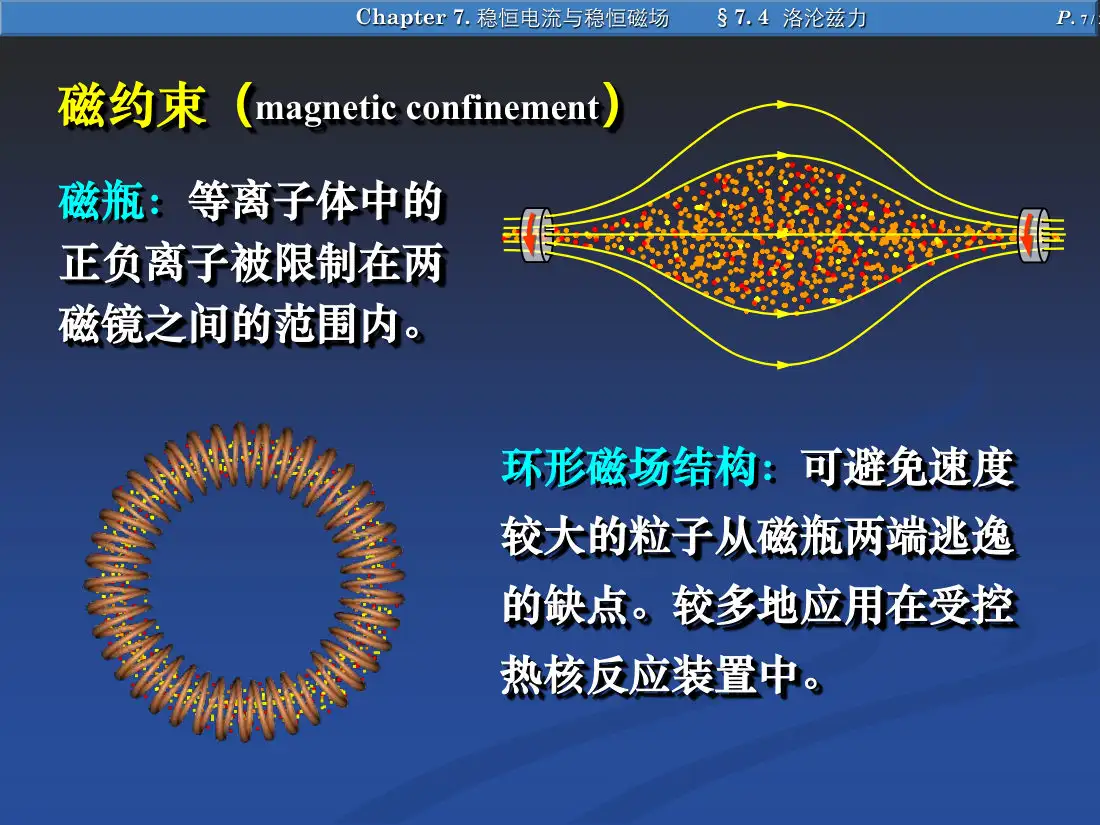 Chapter 7. 稳恒电流与稳恒磁场 § 7. 4 洛沦兹力 P. 7 /
磁约束（magnetic confinement）
磁瓶：等离子体中的
正负离子被限制在两
磁镜之间的范围内。
环形磁场结构：可避免速度
较大的粒子从磁瓶两端逃逸
的缺点。较多地应用在受控
热核反应装置中。